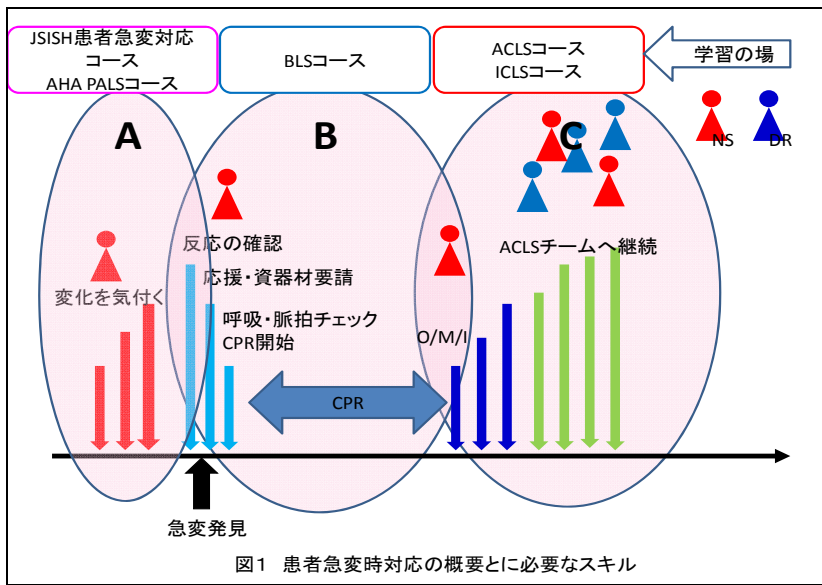 JSISH患者急変対応
コース
AHA PALSコース
BLSコース
ACLSコース
ICLSコース
学習の場
A
B
C
NS
DR
反応の確認
応援・資器材要請
呼吸・脈拍チェック
CPR開始
変化を気付く
ACLSチームへ継続
O/M/I
CPR
急変発見
図1 患者急変時対応の概要とに必要なスキル